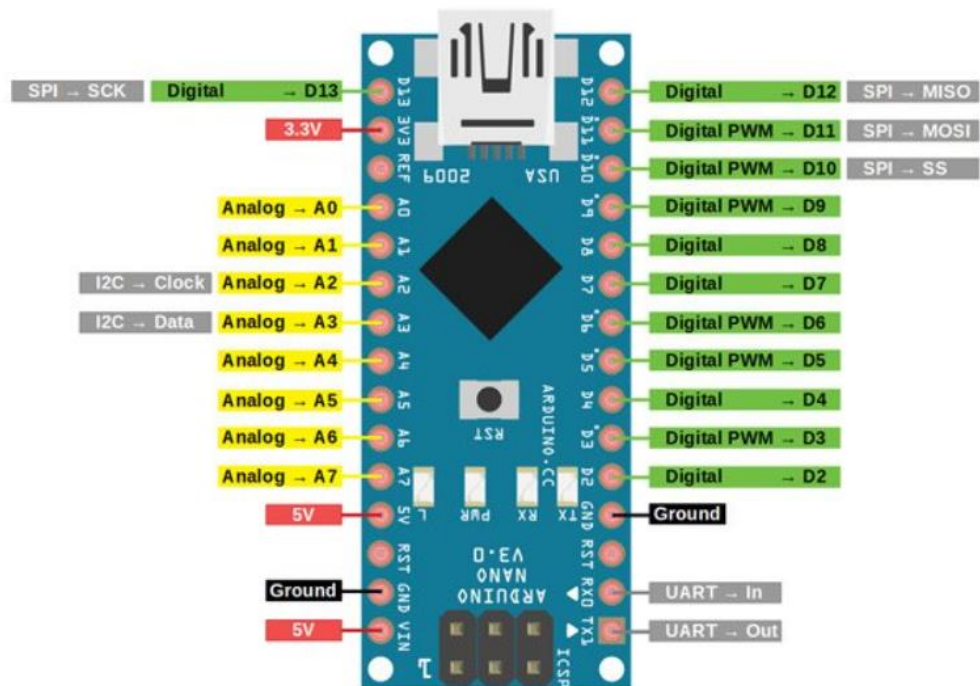 SPI → SCK
Digital → D13
3.3V
Analog → A0
Analog → A1
I2C → Clock
Analog → A2
I2C → Data
Analog → A3
Analog → A4
Analog → A5
Analog → A6
Analog → A7
5V
Ground
5V
D13
3V3
REF
A0
A1
A2
A3
A4
A5
A6
A7
5V
RST
GND
VIN
2009
USA
RST
ARDUINO.CC
L
PWR
RX
TX
ARDUINO
NANO
V3.0
1
ICSP
D12
D11
D10
D9
D8
D7
D6
D5
D4
D3
D2
GND
RST
RX0
TX1
Digital → D12
SPI → MISO
Digital PWM → D11
SPI → MOSI
Digital PWM → D10
SPI → SS
Digital PWM → D9
Digital → D8
Digital → D7
Digital PWM → D6
Digital PWM → D5
Digital → D4
Digital PWM → D3
Digital → D2
Ground
UART → In
UART → Out